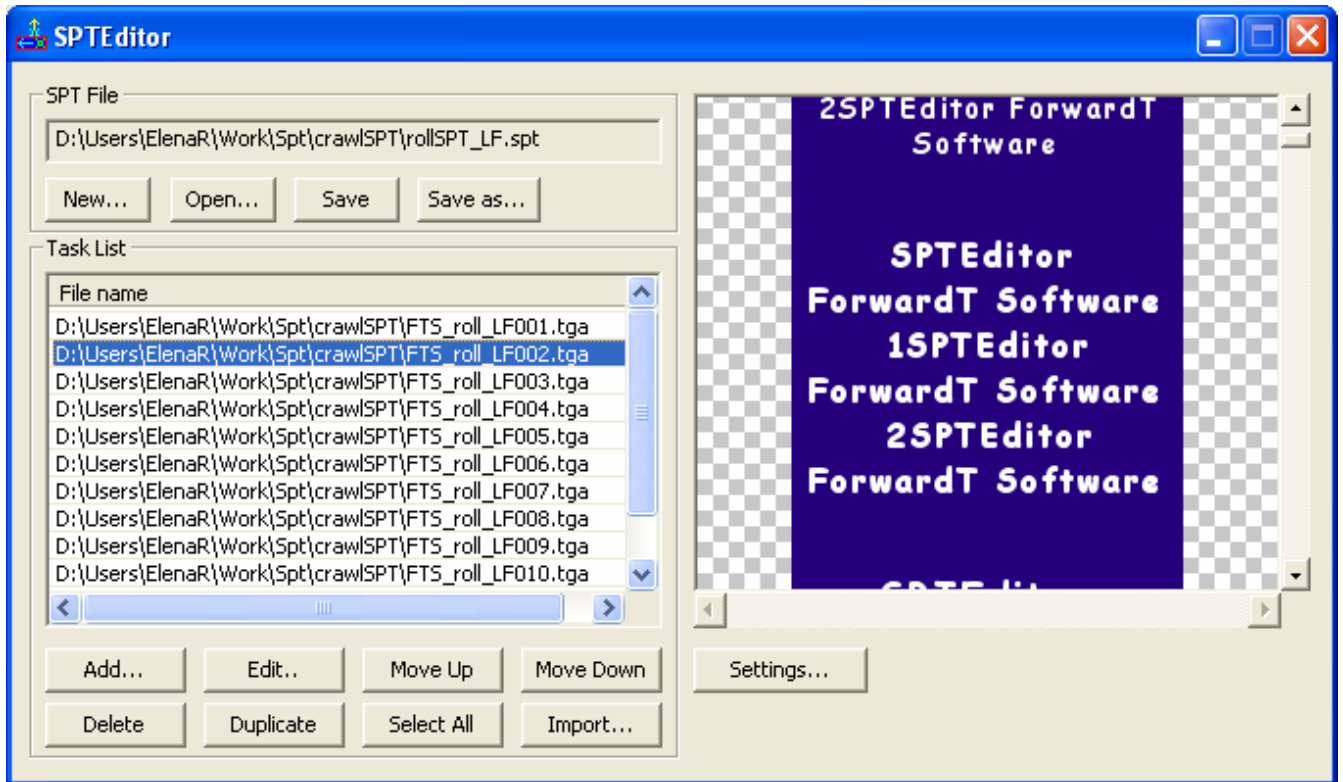 SPTEditor
SPT File
D:\Users\ElenaR\Work\Spt\crawlSPT\rollSPT_LF.spt
New... Open... Save Save as...
Task List
File name
D:\Users\ElenaR\Work\Spt\crawlSPT\FTS_roll_LF001.tga
D:\Users\ElenaR\Work\Spt\crawlSPT\FTS_roll_LF002.tga
D:\Users\ElenaR\Work\Spt\crawlSPT\FTS_roll_LF003.tga
D:\Users\ElenaR\Work\Spt\crawlSPT\FTS_roll_LF004.tga
D:\Users\ElenaR\Work\Spt\crawlSPT\FTS_roll_LF005.tga
D:\Users\ElenaR\Work\Spt\crawlSPT\FTS_roll_LF006.tga
D:\Users\ElenaR\Work\Spt\crawlSPT\FTS_roll_LF007.tga
D:\Users\ElenaR\Work\Spt\crawlSPT\FTS_roll_LF008.tga
D:\Users\ElenaR\Work\Spt\crawlSPT\FTS_roll_LF009.tga
D:\Users\ElenaR\Work\Spt\crawlSPT\FTS_roll_LF010.tga
Add... Edit.. Move Up Move Down
Delete Duplicate Select All Import...
2SPTEditor ForwardT
Software
SPTEditor
ForwardT Software
1SPTEditor
ForwardT Software
2SPTEditor
ForwardT Software
Settings...